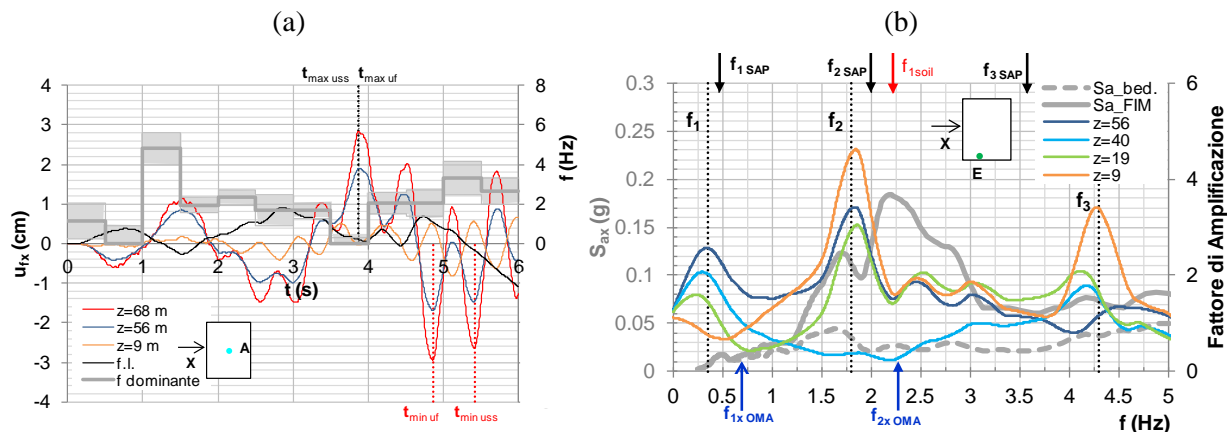 (a)
(b)
t max uss
t max uf
4
3
2
1
0
-1
-2
-3
-4
u fx (cm)
8
6
4
2
0
f (Hz)
0
1
2
3
4
5
6
t (s)
z=68 m
z=56 m
z=9 m
f.l.
f dominante
X
A
t min uf
t min uss
f 1 SAP
f 2 SAP
f 1soil
f 3 SAP
0.3
0.25
0.2
0.15
0.1
0.05
0
S ax (g)
6
4
2
0
Fattore di Amplificazione
f 1
f 2
f 3
X
E
Sa_bed.
Sa_FIM
z=56
z=40
z=19
z=9
0
0.5
1
1.5
2
2.5
3
3.5
4
4.5
5
f 1x OMA
f 2x OMA
f (Hz)